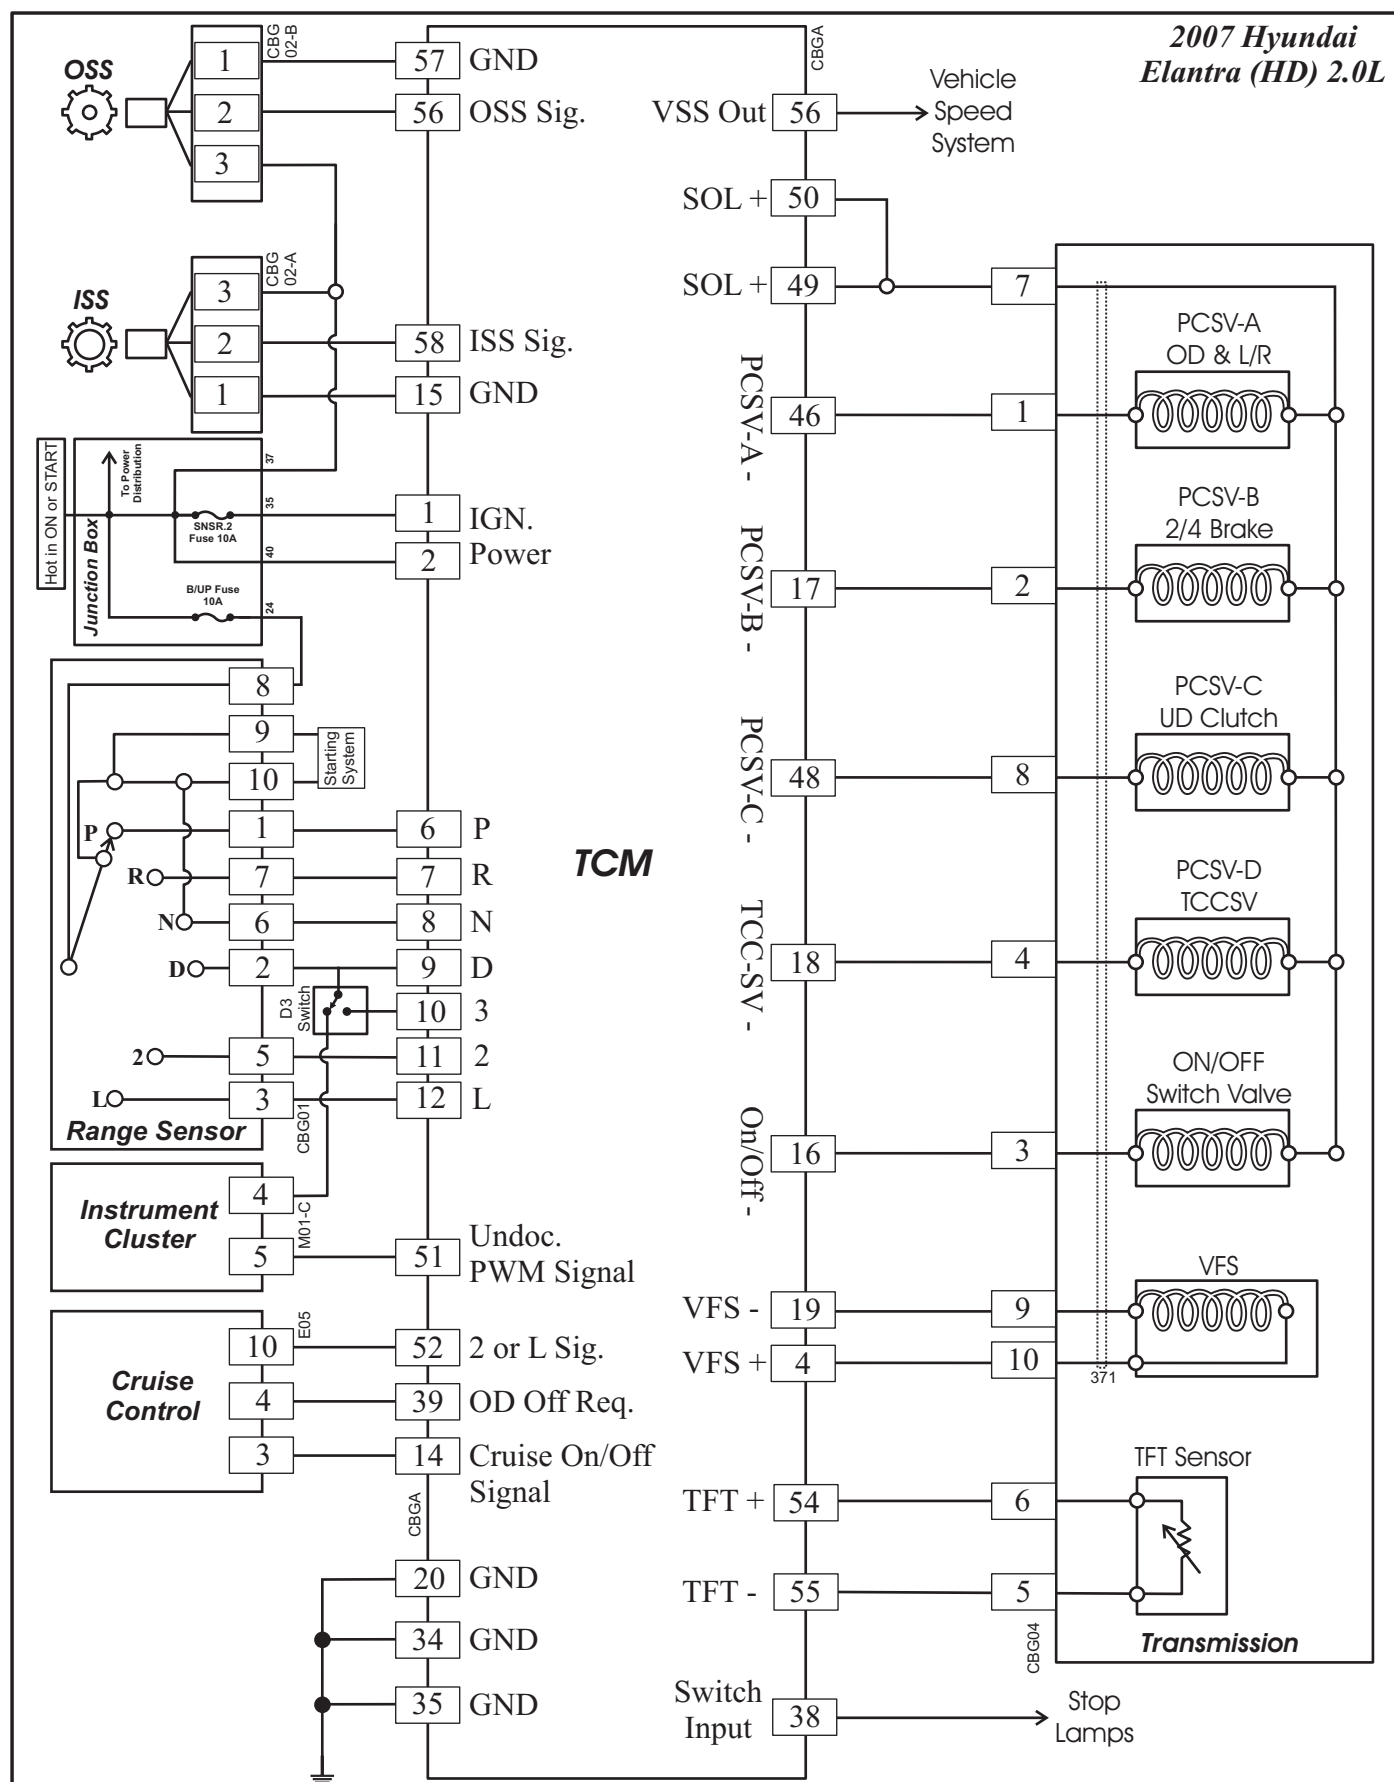 2007 Hyundai
Elantra (HD) 2.0L
OSS
1
2
3
CBG
02-B
57
GND
56
OSS Sig.
ISS
3
2
1
CBG
02-A
58
ISS Sig.
15
GND
Hot in ON or START
Junction Box
To Power
Distribution
SNSR.2
Fuse 10A
B/UP Fuse
10A
37
35
40
24
1
IGN.
2
Power
8
9
10
Starting
System
P
1
6
P
R
7
7
R
N
6
8
N
D
2
9
D
D3
Switch
10
3
2
5
11
2
L
3
12
L
Range Sensor
CBG01
Instrument
Cluster
4
5
M01-C
51
Undoc.
PWM Signal
Cruise
Control
10
4
3
E05
52
2 or L Sig.
39
OD Off Req.
14
Cruise On/Off
Signal
CBGA
20
GND
34
GND
35
GND
TCM
CBGA
VSS Out
56
Vehicle
Speed
System
SOL +
50
SOL +
49
7
PCSV-A -
46
1
PCSV-A
OD & L/R
PCSV-B -
17
2
PCSV-B
2/4 Brake
PCSV-C -
48
8
PCSV-C
UD Clutch
TCC-SV -
18
4
PCSV-D
TCCSV
On/Off -
16
3
ON/OFF
Switch Valve
VFS -
19
9
VFS
VFS +
4
10
371
TFT +
54
6
TFT Sensor
TFT -
55
5
CBG04
Transmission
Switch
Input
38
Stop
Lamps